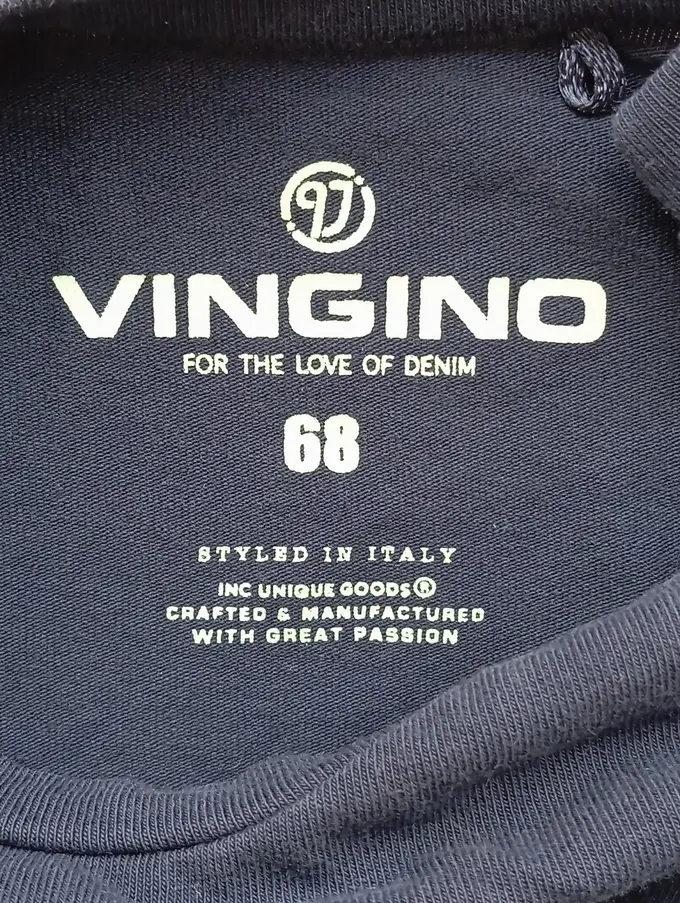 VINGINO
FOR THE LOVE OF DENIM
68
STYLED IN ITALY
INC UNIQUE GOODS®
CRAFTED & MANUFACTURED
WITH GREAT PASSION